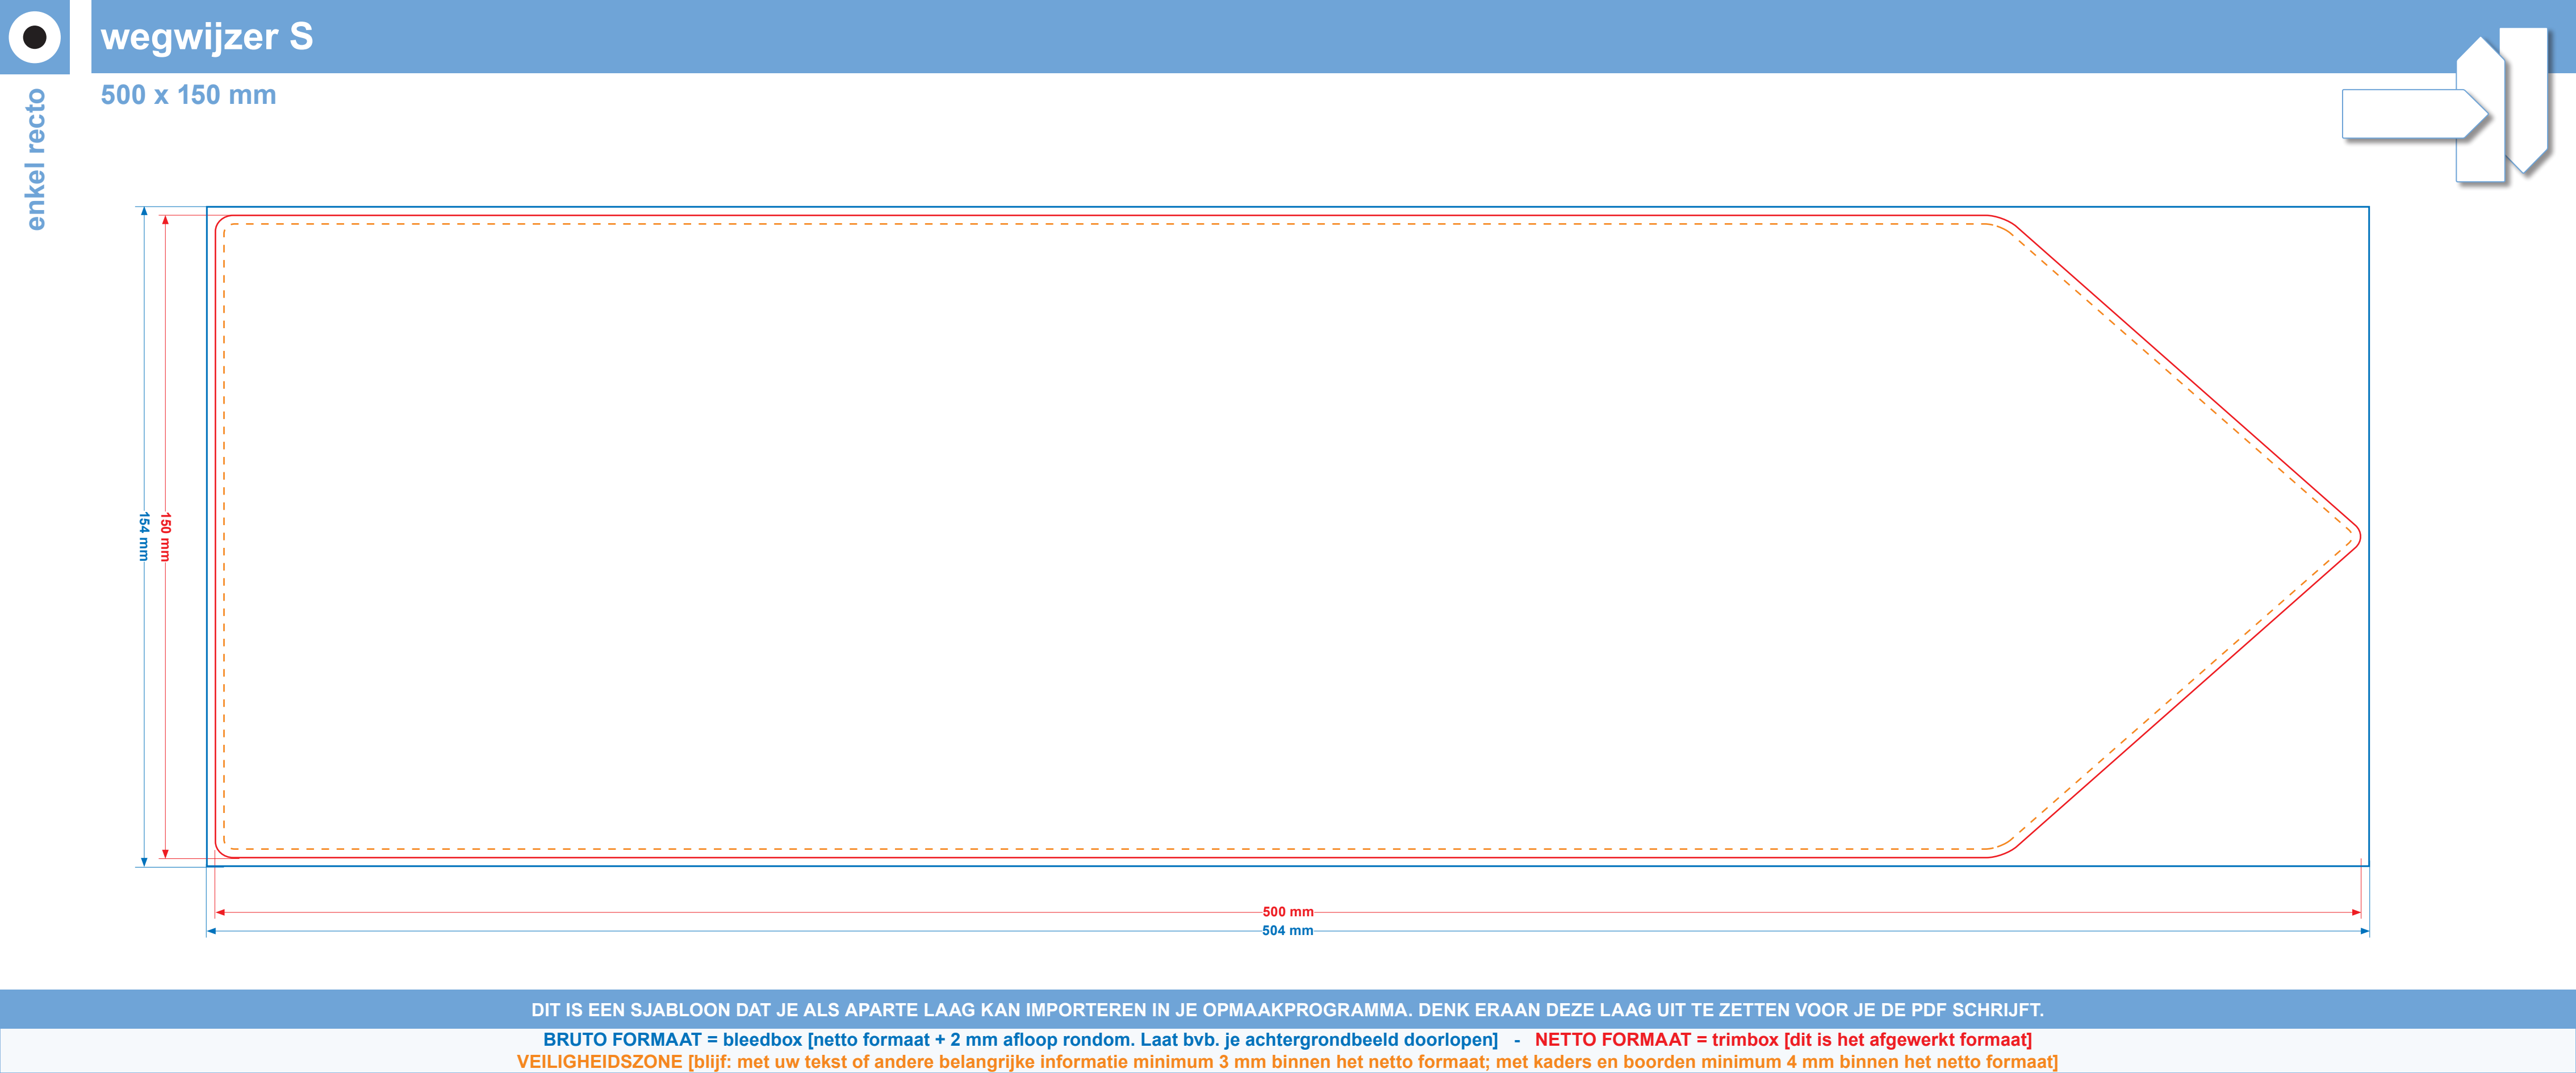 wegwijzer S
500 x 150 mm
enkel recto
154 mm
150 mm
500 mm
504 mm
DIT IS EEN SJABLOON DAT JE ALS APARTE LAAG KAN IMPORTEREN IN JE OPMAAKPROGRAMMA. DENK ERAAN DEZE LAAG UIT TE ZETTEN VOOR JE DE PDF SCHRIJFT.
BRUTO FORMAAT = bleedbox [netto formaat + 2 mm afloop rondom. Laat bvb. je achtergrondbeeld doorlopen] - NETTO FORMAAT = trimbox [dit is het afgewerkt formaat]
VEILIGHEIDSZONE [blijf: met uw tekst of andere belangrijke informatie minimum 3 mm binnen het netto formaat; met kaders en boorden minimum 4 mm binnen het netto formaat]